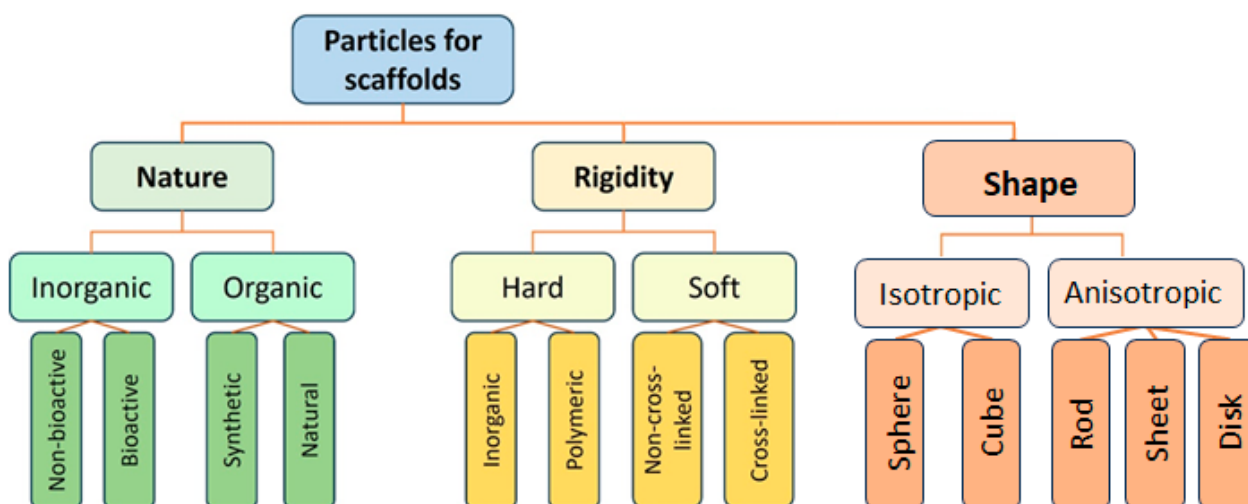 Particles for
scaffolds
Nature
Rigidity
Shape
Inorganic
Organic
Hard
Soft
Isotropic
Anisotropic
Non-bioactive
Bioactive
Synthetic
Natural
Inorganic
Polymeric
Non-cross-
linked
Cross-linked
Sphere
Cube
Rod
Sheet
Disk